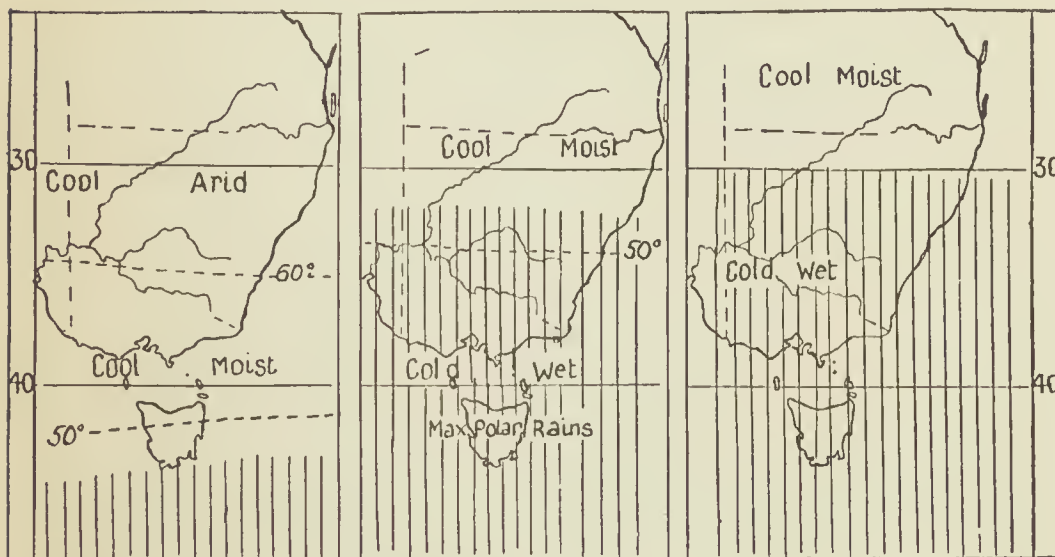 30
Cool Arid
60°
Cool Moist
40
50°
Cool Moist
50°
Cold Wet
Max Polar Rains
Cool Moist
30
Cold Wet
40